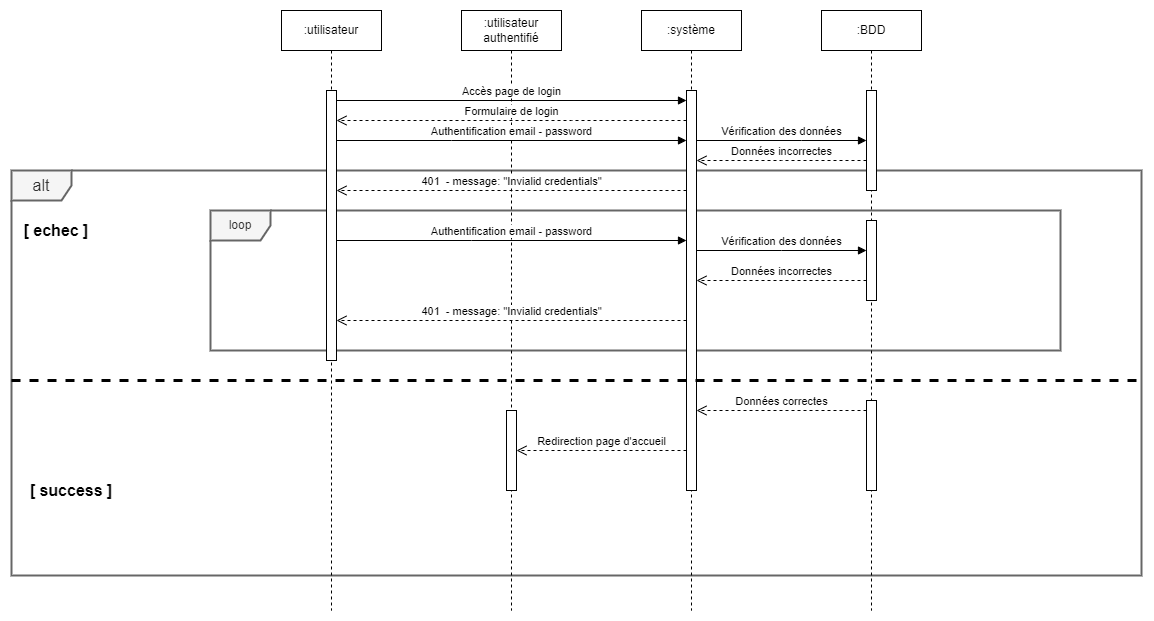 :utilisateur
:utilisateur
authentifié
:système
:BDD
Accès page de login
Formulaire de login
Authentification email - password
Vérification des données
Données incorrectes
alt
401 - message: "Invialid credentials"
[ echec ]
loop
Authentification email - password
Vérification des données
Données incorrectes
401 - message: "Invialid credentials"
Données correctes
Redirection page d'accueil
[ success ]